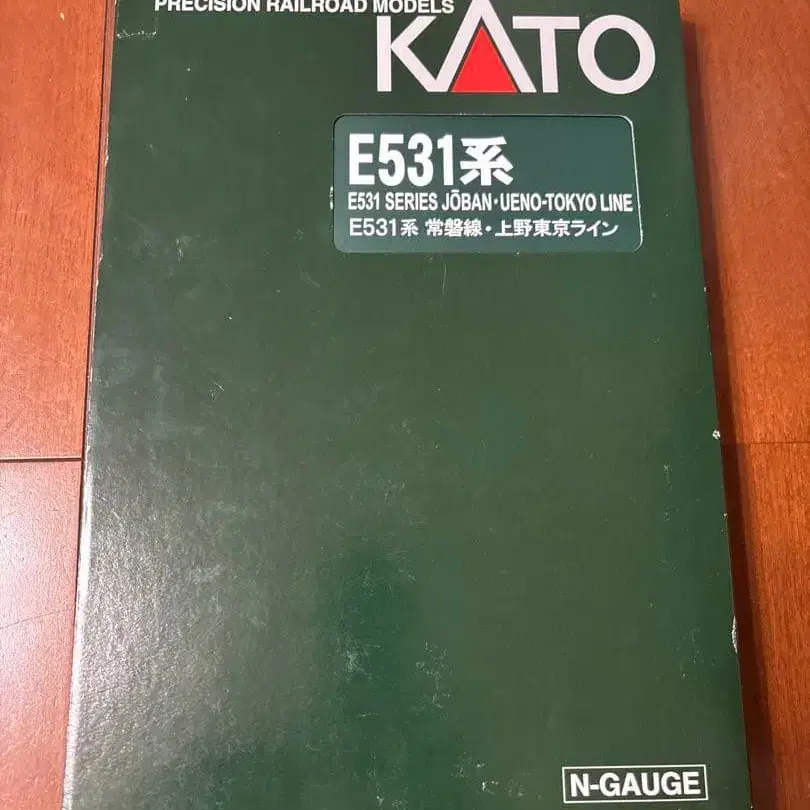 PRECISION RAILROAD MODELS
KATO
E531系
E531 SERIES JŌBAN・UENO-TOKYO LINE
E531系 常磐線・上野東京ライン
N-GAUGE